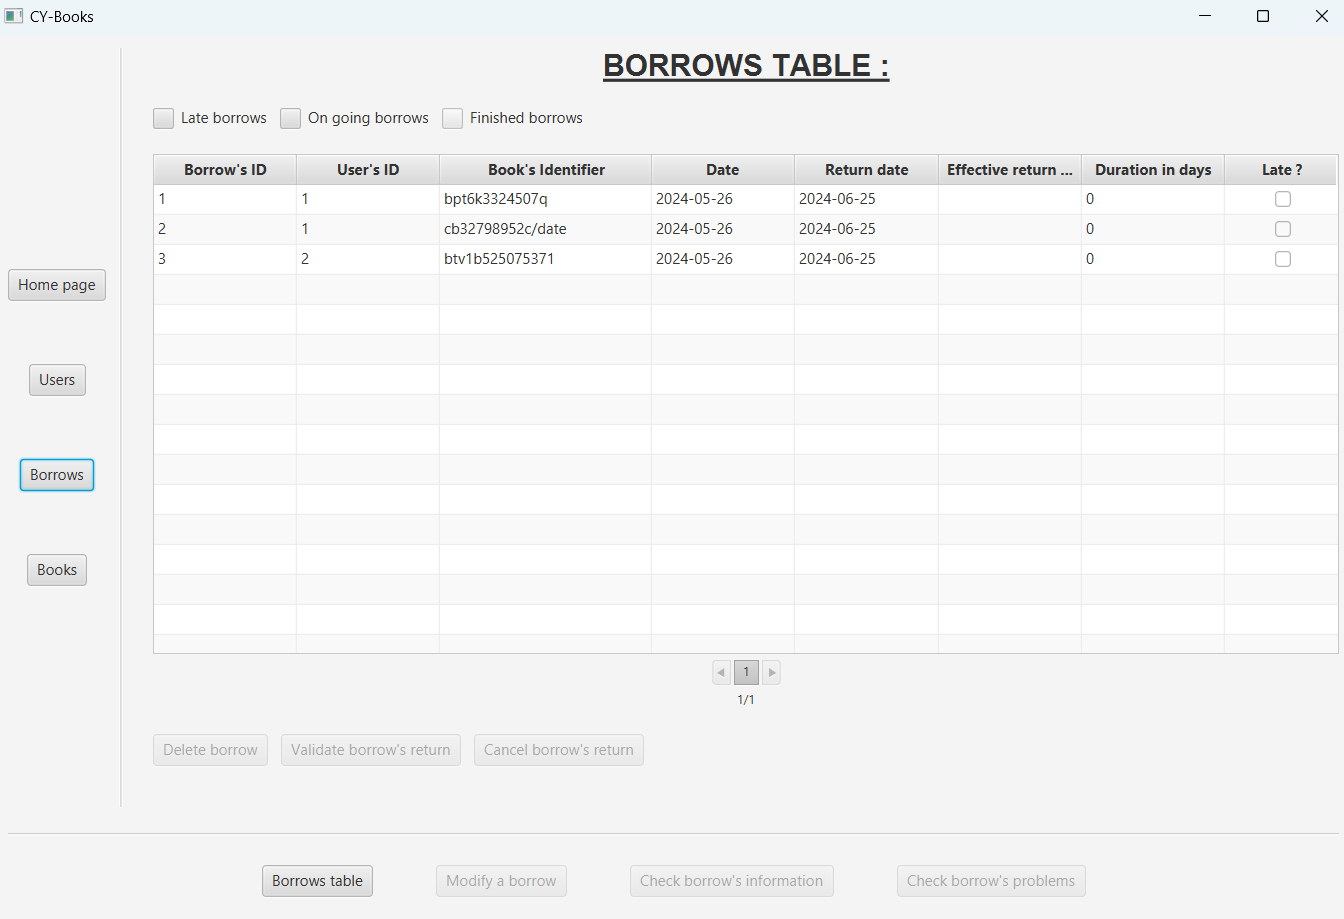 CY-Books
BORROWS TABLE :
Late borrows On going borrows Finished borrows
Borrow's ID User's ID Book's Identifier Date Return date Effective return ... Duration in days Late ?
1 1 bpt6k3324507q 2024-05-26 2024-06-25 0
2 1 cb32798952c/date 2024-05-26 2024-06-25 0
3 2 btv1b525075371 2024-05-26 2024-06-25 0
Home page
Users
Borrows
Books
1
1/1
Delete borrow Validate borrow's return Cancel borrow's return
Borrows table Modify a borrow Check borrow's information Check borrow's problems